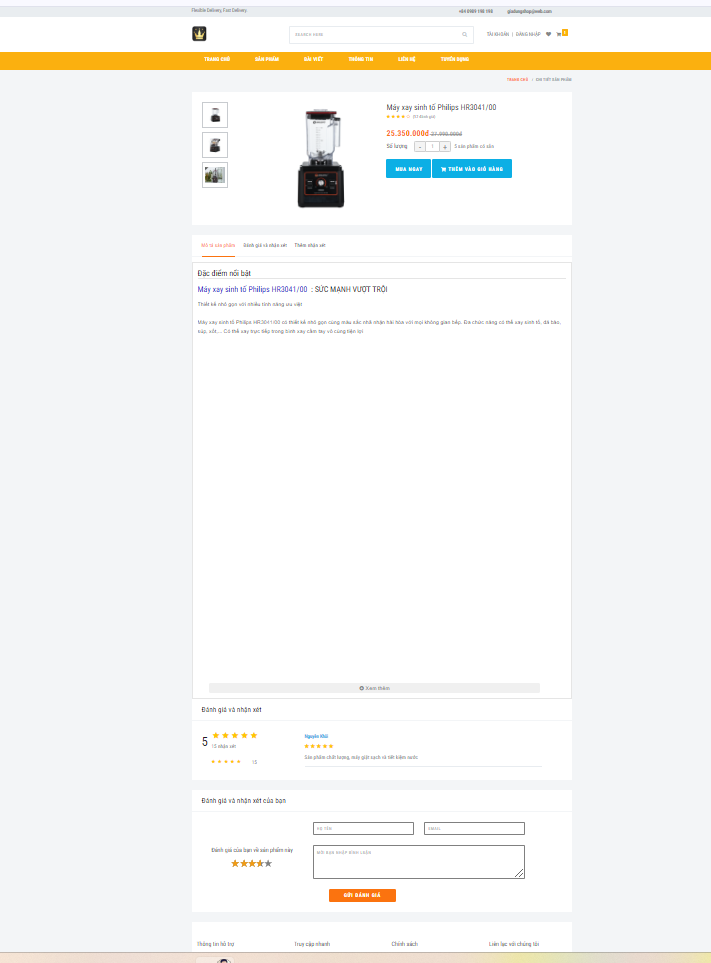 Flexible Delivery, Fast Delivery.
+84 0989 198 198 giadungshop@web.com
SEARCH HERE
TÀI KHOẢN | ĐĂNG NHẬP
0
TRANG CHỦ SẢN PHẨM BÀI VIẾT THÔNG TIN LIÊN HỆ TUYỂN DỤNG
TRANG CHỦ / CHI TIẾT SẢN PHẨM
Máy xay sinh tố Philips HR3041/00
25.350.000đ 27.990.000đ
Số lượng - 1 + 5 sản phẩm có sẵn
MUA NGAY THÊM VÀO GIỎ HÀNG
Mô tả sản phẩm Đánh giá và nhận xét Thêm nhận xét
Đặc điểm nổi bật
Máy xay sinh tố Philips HR3041/00 : SỨC MẠNH VƯỢT TRỘI
Thiết kế nhỏ gọn với nhiều tính năng ưu việt
Máy xay sinh tố Philips HR3041/00 có thiết kế nhỏ gọn cùng màu sắc nhã nhặn hài hòa với mọi không gian bếp. Đa chức năng có thể xay sinh tố, đá bào,
súp, xốt.... Có thể xay trực tiếp trong bình xay cầm tay vô cùng tiện lợi
Xem thêm
Đánh giá và nhận xét
5
15 nhận xét
15
Nguyên Khôi
Sản phẩm chất lượng, máy giặt sạch và tiết kiệm nước
Đánh giá và nhận xét của bạn
HỌ TÊN EMAIL
Đánh giá của bạn về sản phẩm này
MỜI BẠN NHẬP BÌNH LUẬN
GỬI ĐÁNH GIÁ
Thông tin hỗ trợ Truy cập nhanh Chính sách Liên lạc với chúng tôi